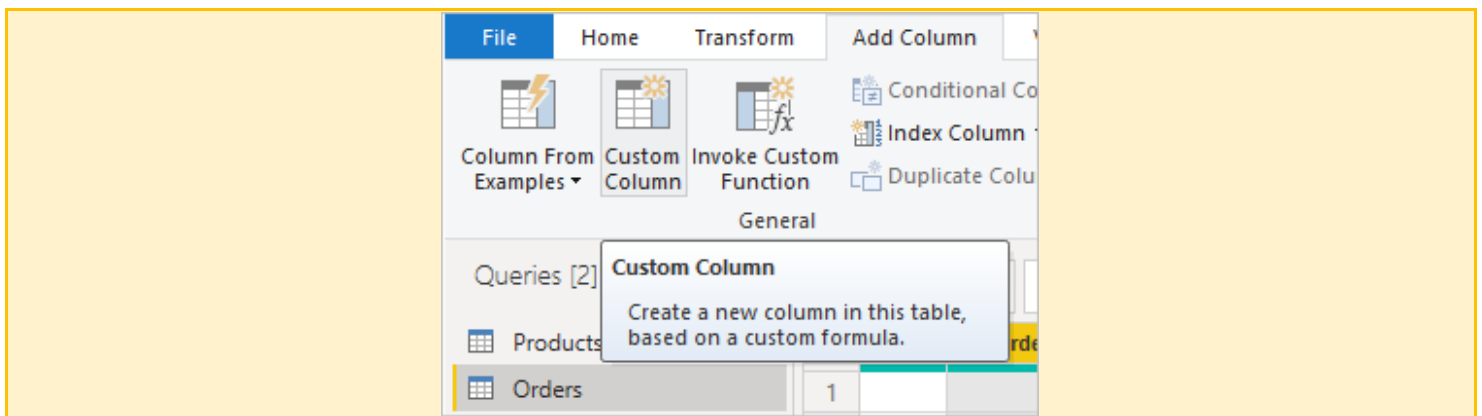 File Home Transform Add Column
Column From Examples
Custom Column
Invoke Custom Function
Conditional Co
Index Column
Duplicate Colu
General
Queries [2]
Custom Column
Create a new column in this table,
based on a custom formula.
Products
Orders
1